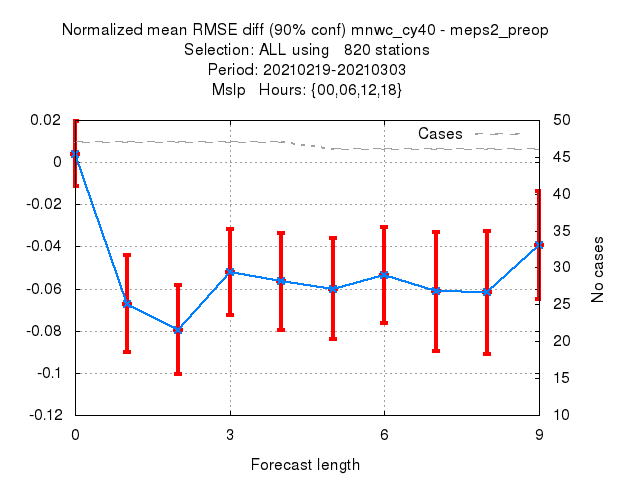 Normalized mean RMSE diff (90% conf) mnwc_cy40 - meps2_preop
Selection: ALL using   820 stations
Period: 20210219-20210303
Mslp   Hours: {00,06,12,18}
Cases
0.02
0
-0.02
-0.04
-0.06
-0.08
-0.1
-0.12
50
45
40
35
30
25
20
15
10
No cases
0 3 6 9
Forecast length